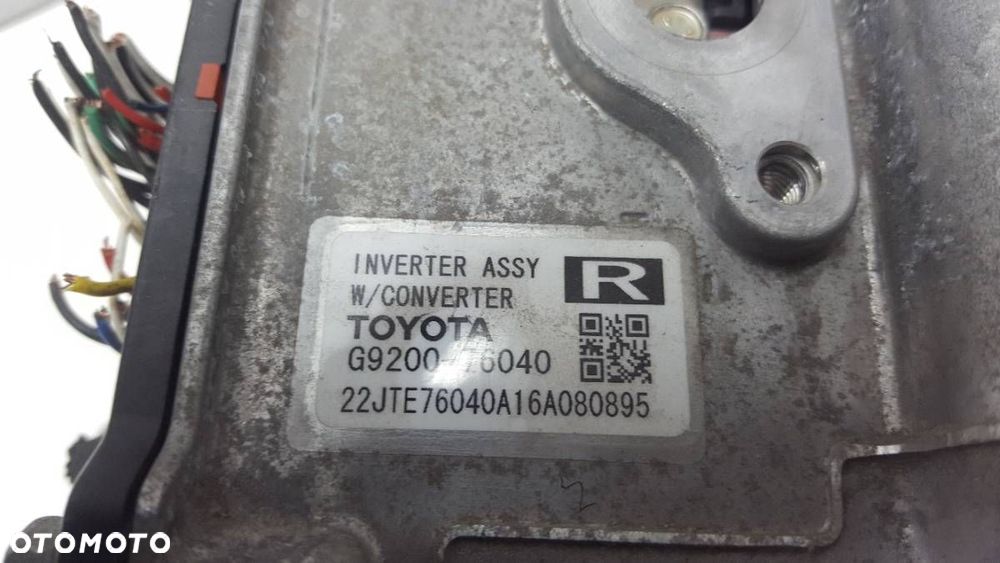 INVERTER ASSY
R
W/CONVERTER
TOYOTA
G9200-76040
22JTE76040A16A080895
OTOMOTO